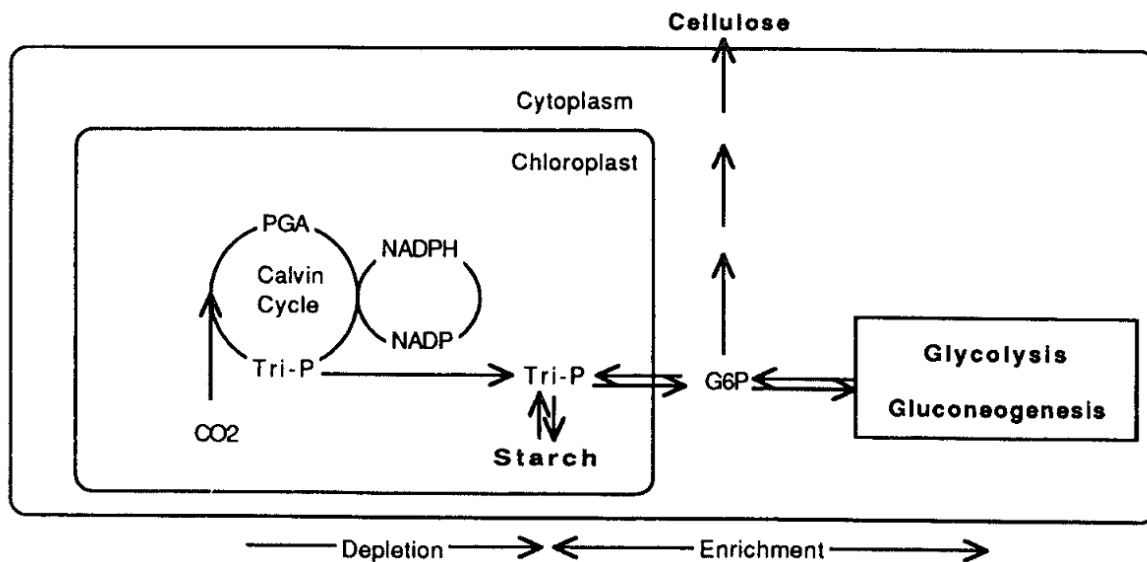 Cellulose
Cytoplasm
Chloroplast
PGA
NADPH
Calvin
Cycle
NADP
Tri-P
Tri-P
G6P
Glycolysis
Gluconeogenesis
CO2
Starch
Depletion
Enrichment